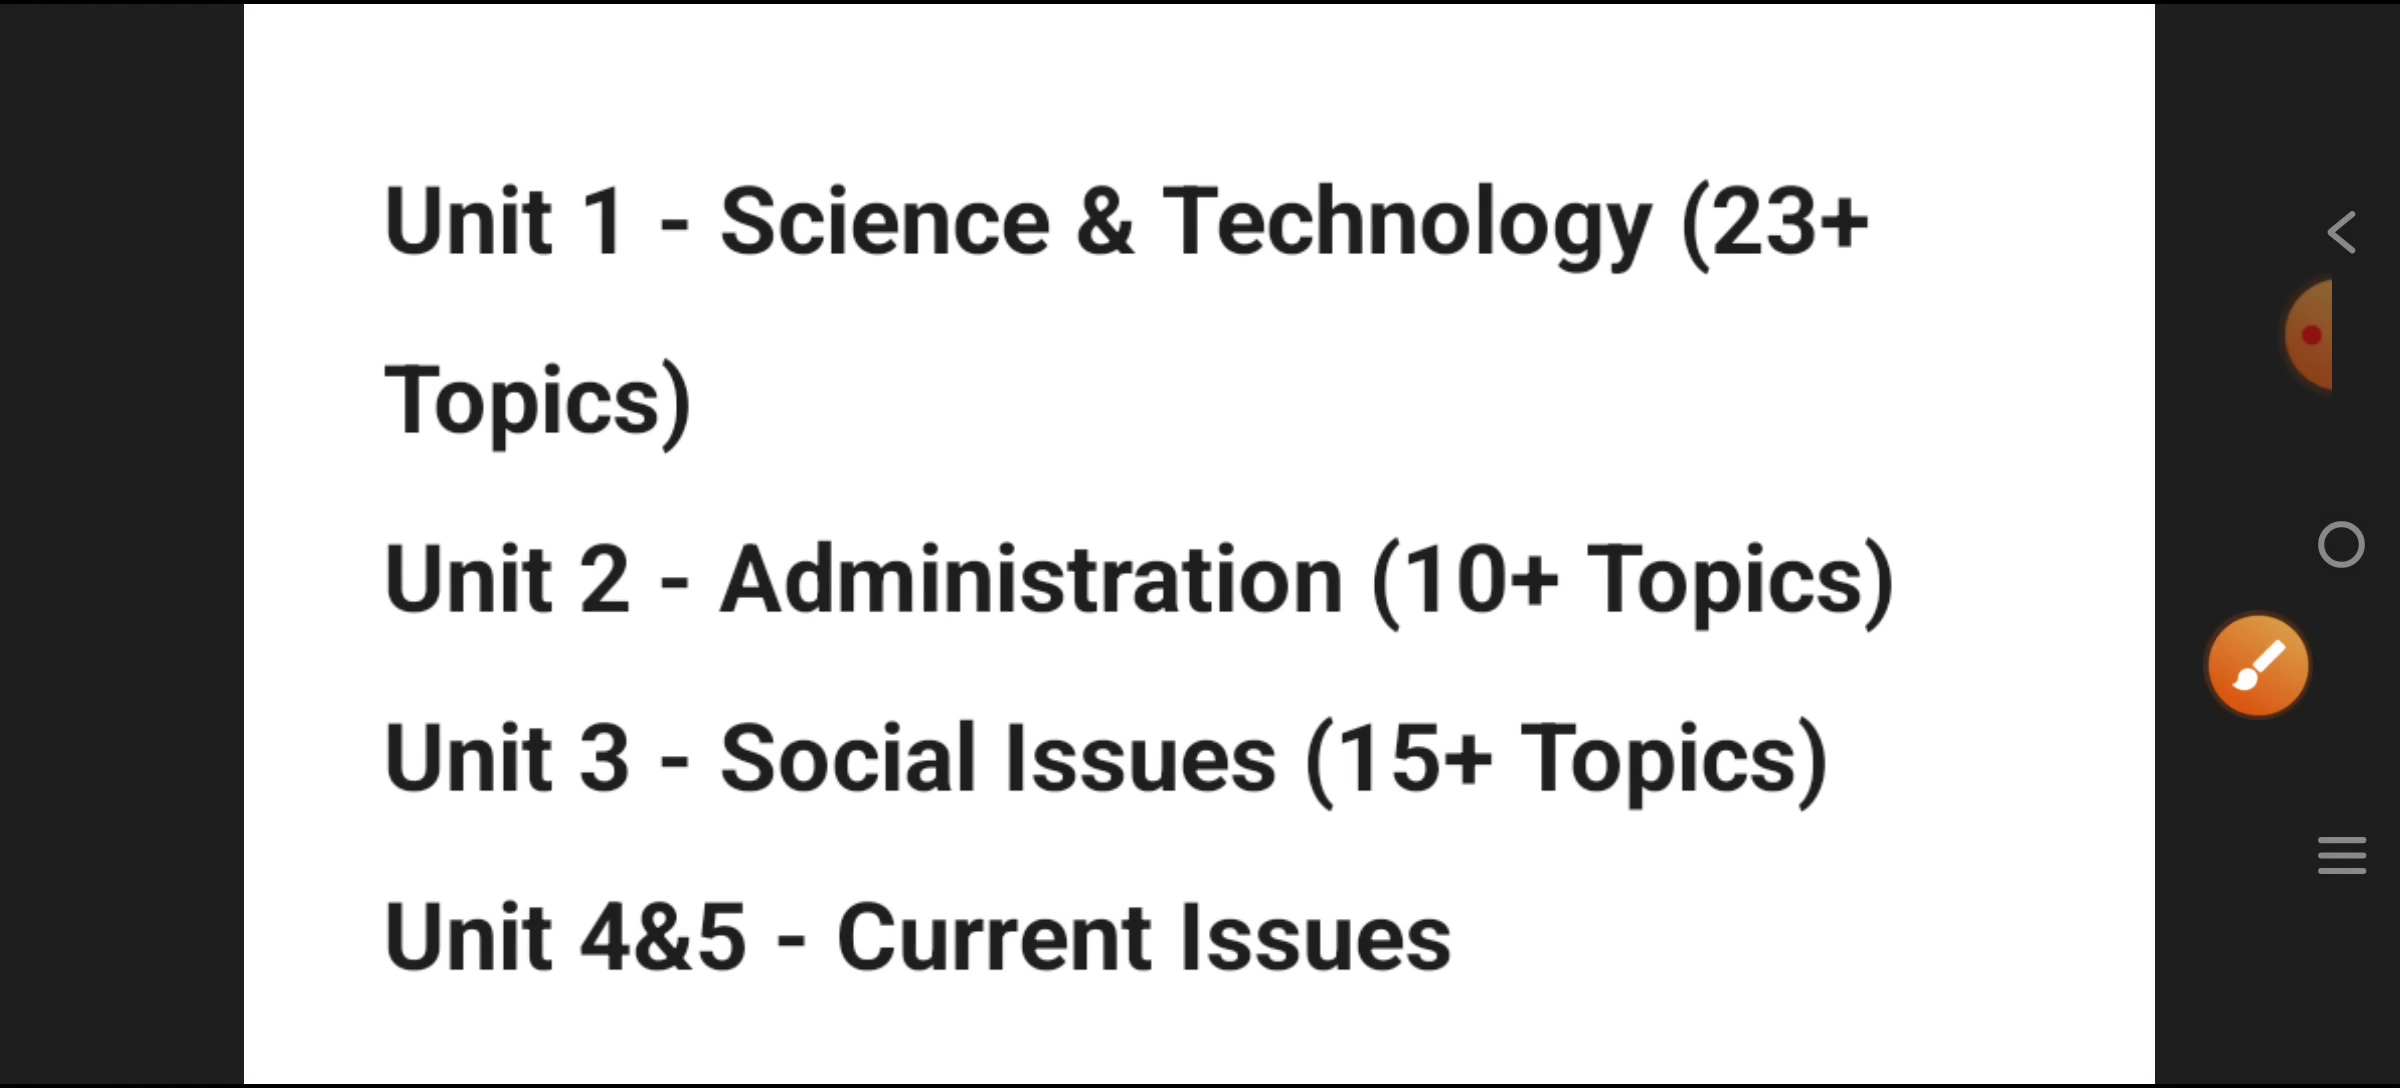 Unit 1 - Science & Technology (23+
Topics)
Unit 2 - Administration (10+ Topics)
Unit 3 - Social Issues (15+ Topics)
Unit 4&5 - Current Issues